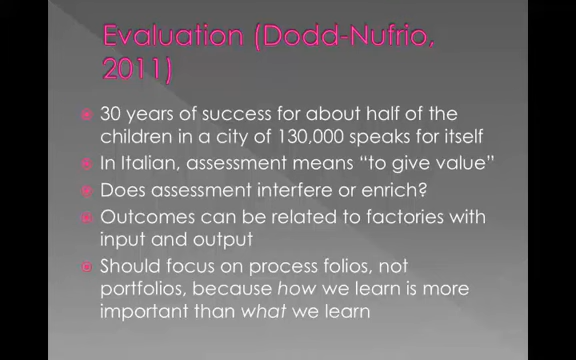 Evaluation (Dodd-Nufrio,
2011)
30 years of success for about half of the
children in a city of 130,000 speaks for itself
In Italian, assessment means “to give value”
Does assessment interfere or enrich?
Outcomes can be related to factories with
input and output
Should focus on process folios, not
portfolios, because how we learn is more
important than what we learn